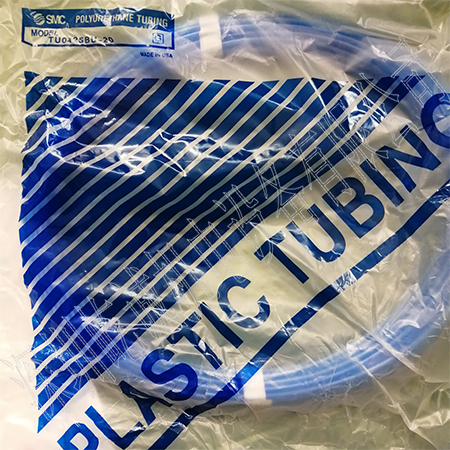 SMC POLYURETHANE TUBING
MODEL
TU0425BU-20
MADE IN USA
PLASTIC TUBING